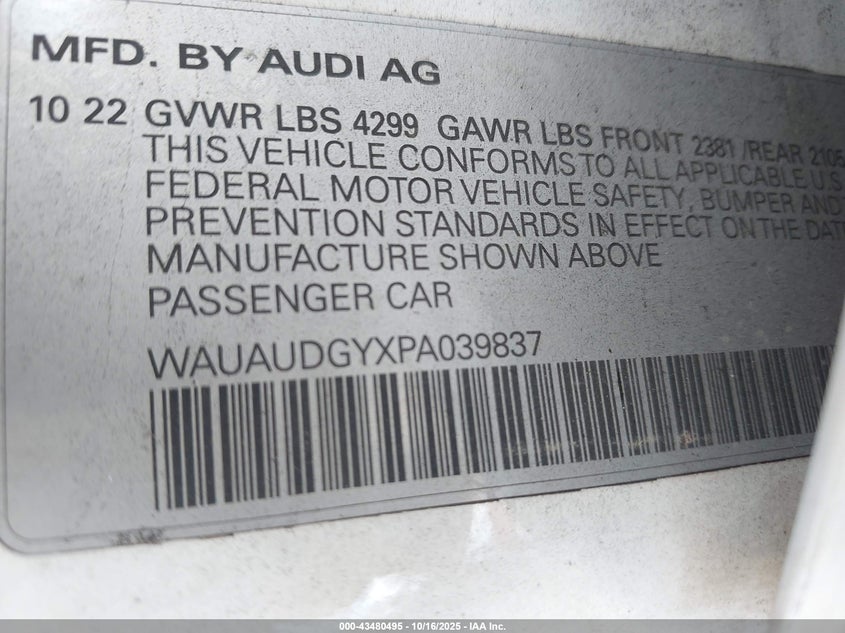 MFD. BY AUDI AG
10 22 GVWR LBS 4299 GAWR LBS FRONT 2381 /REAR 2105
THIS VEHICLE CONFORMS TO ALL APPLICABLE U.S.
FEDERAL MOTOR VEHICLE SAFETY, BUMPER AND
PREVENTION STANDARDS IN EFFECT ON THE DATE
MANUFACTURE SHOWN ABOVE
PASSENGER CAR
WAUAUDGYXPA039837
000-43480495 - 10/16/2025 - IAA Inc.